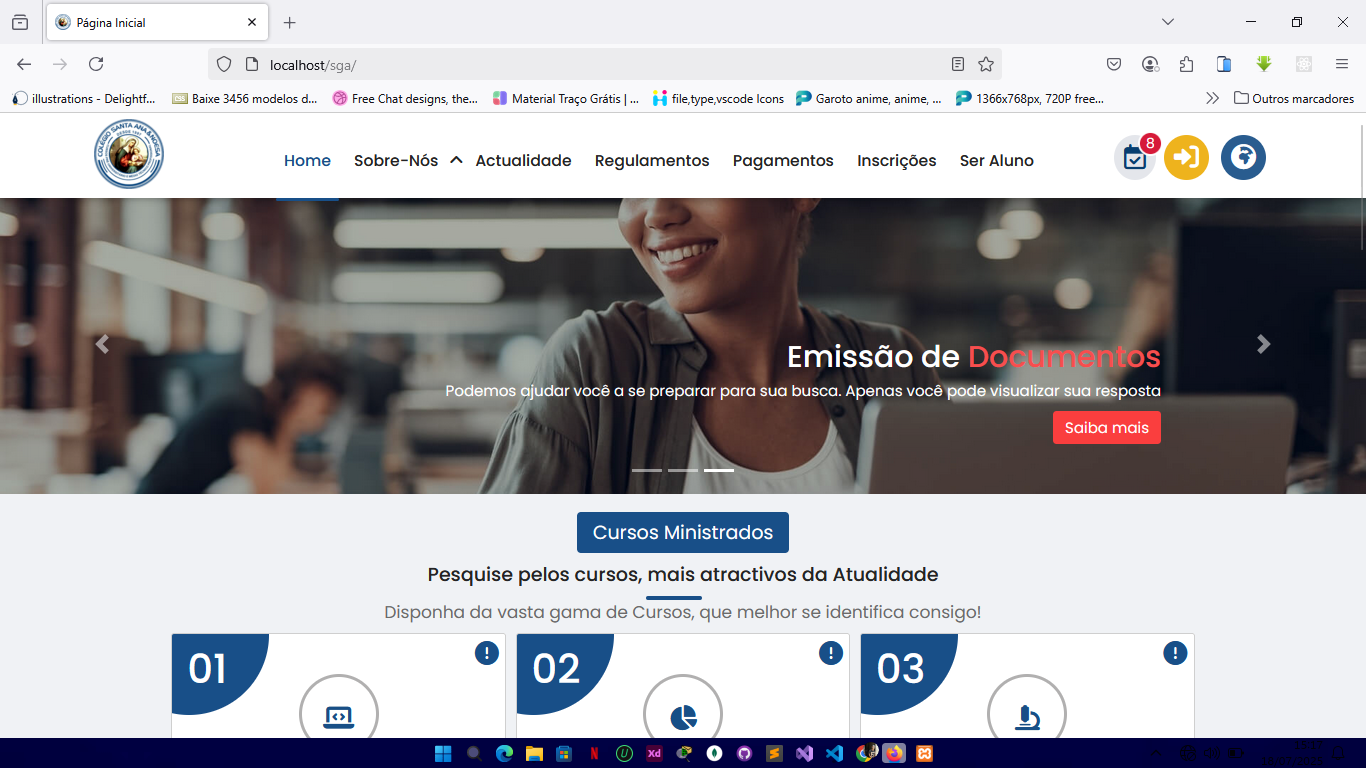 Página Inicial
localhost/sga/
illustrations - Delightf...
Baixe 3456 modelos d...
Free Chat designs, the...
Material Traço Grátis | ...
file,type,vscode Icons
Garoto anime, anime, ...
1366x768px, 720P free...
Outros marcadores
COLÉGIO SANTA ANA
Home
Sobre-Nós
Actualidade
Regulamentos
Pagamentos
Inscrições
Ser Aluno
8
Emissão de Documentos
Podemos ajudar você a se preparar para sua busca. Apenas você pode visualizar sua resposta
Saiba mais
Cursos Ministrados
Pesquise pelos cursos, mais atractivos da Atualidade
Disponha da vasta gama de Cursos, que melhor se identifica consigo!
01
!
02
!
03
!
N
U
Xd